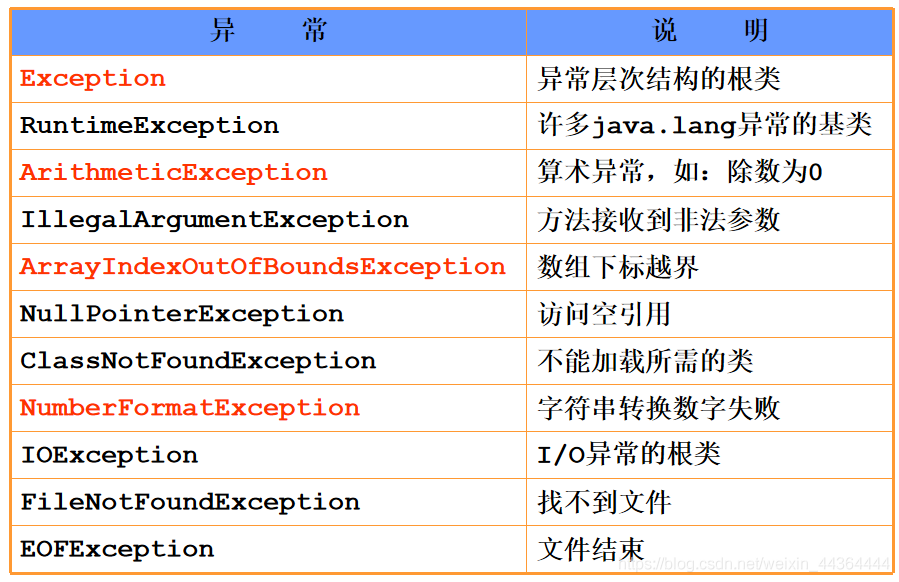 异 常 说 明
Exception 异常层次结构的根类
RuntimeException 许多java.lang异常的基类
ArithmeticException 算术异常，如：除数为0
IllegalArgumentException 方法接收到非法参数
ArrayIndexOutOfBoundsException 数组下标越界
NullPointerException 访问空引用
ClassNotFoundException 不能加载所需的类
NumberFormatException 字符串转换数字失败
IOException I/O异常的根类
FileNotFoundException 找不到文件
EOFException 文件结束
https://blog.csdn.net/weixin_44364444